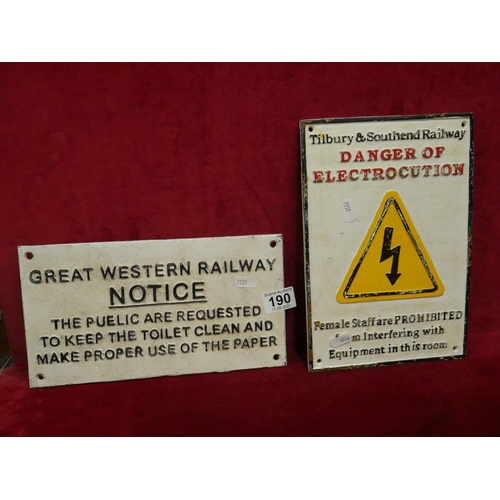 GREAT WESTERN RAILWAY
NOTICE
THE PUELIC ARE REQUESTED
TO KEEP THE TOILET CLEAN AND
MAKE PROPER USE OF THE PAPER
190
Tilbury & Southend Railway
DANGER OF
ELECTROCUTION
Female Staff are PROHIBITED
m Interfering with
Equipment in this room